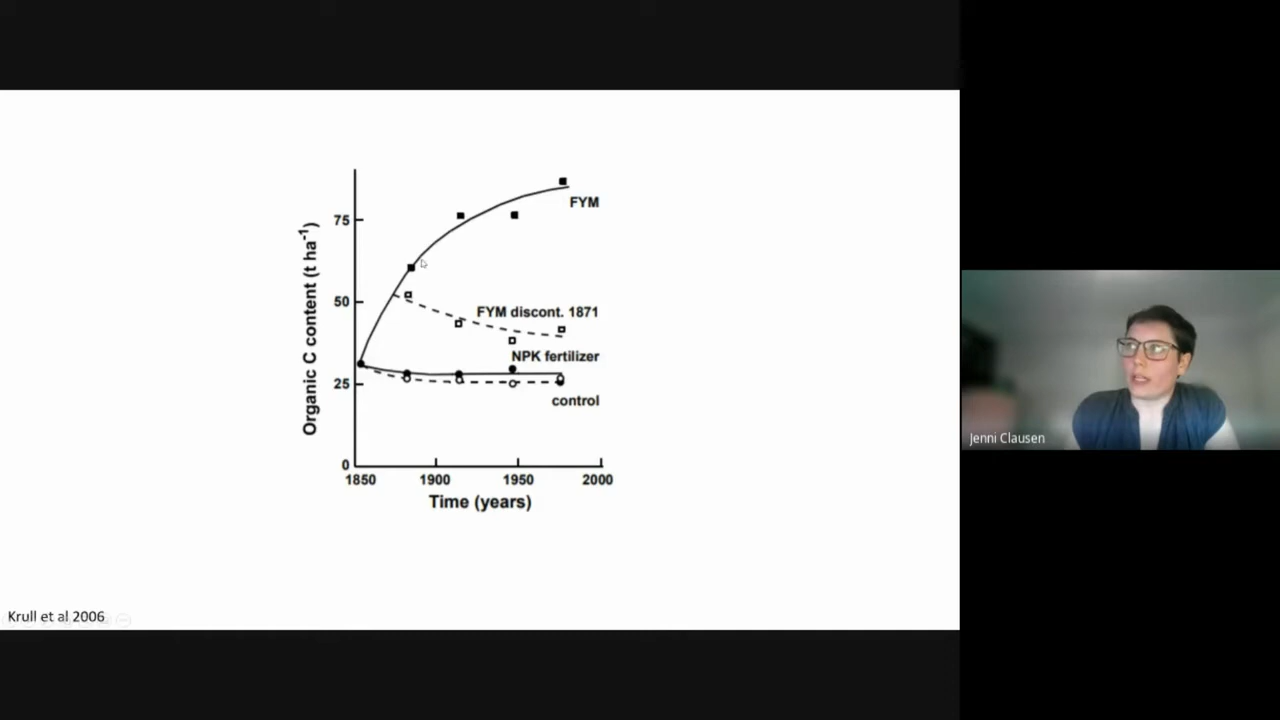 FYM
75
Organic C content (t ha⁻¹)
50
FYM discont. 1871
NPK fertilizer
25
control
0
1850 1900 1950 2000
Time (years)
Krull et al 2006
Jenni Clausen